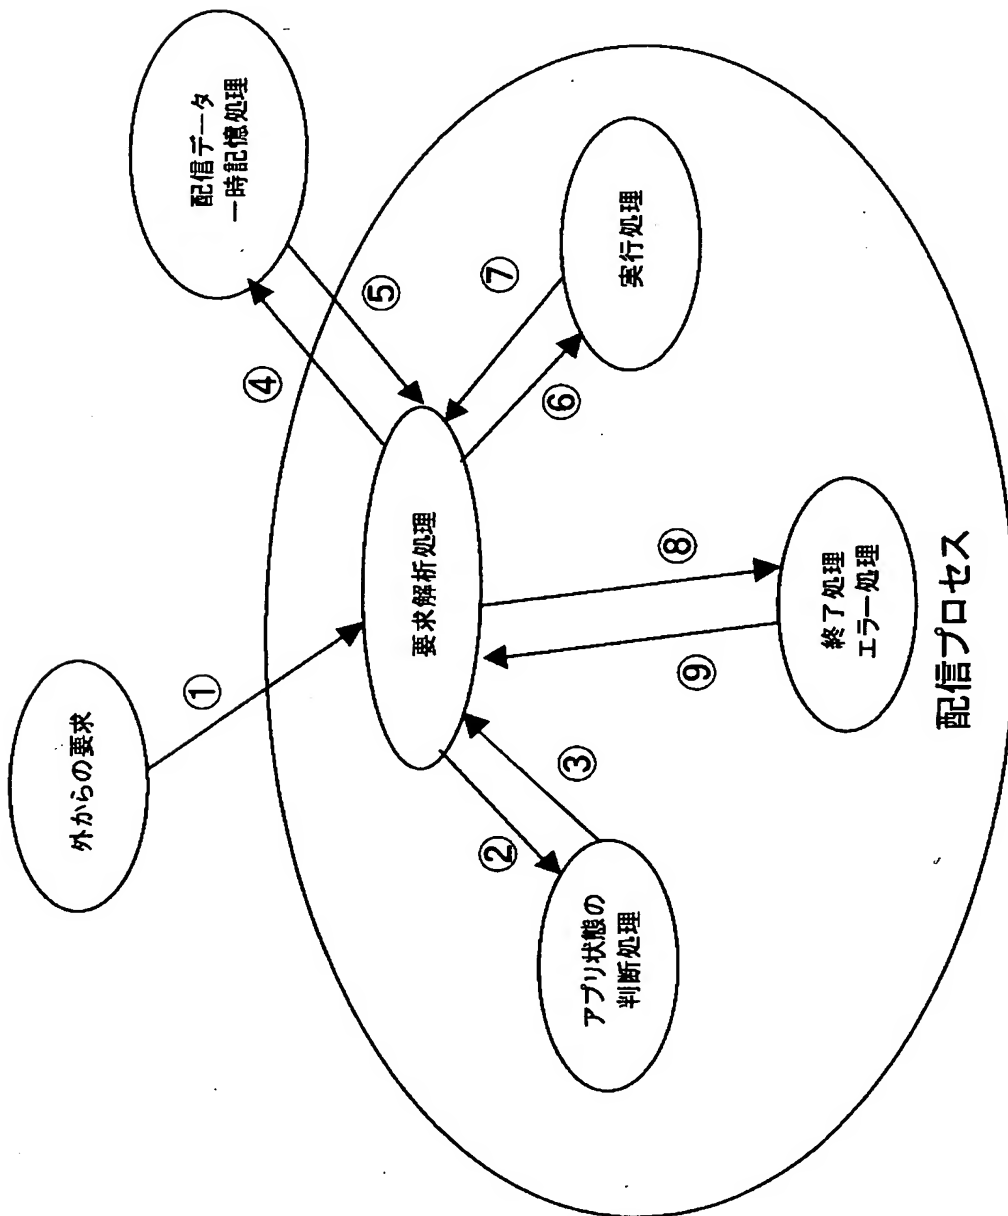 外からの要求
①
配信データ
一時記憶処理
④
⑤
要求解析処理
②
③
⑥
⑦
⑧
⑨
アプリ状態の
判断処理
実行処理
終了処理
エラー処理
配信プロセス